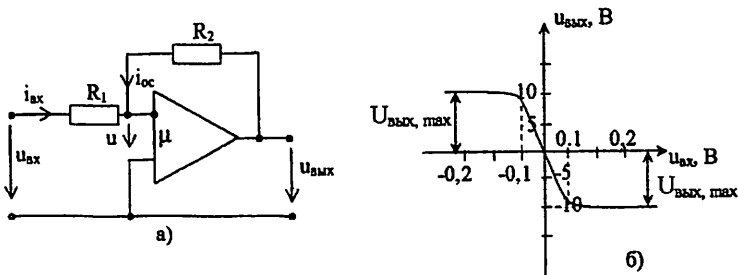 R₂
iвх
R₁
iос
u
μ
uвх
uвых
а)
uвых, В
10
5
Uвых, max
0,1
0,2
uвх, В
-0,2
-0,1
-5
-10
Uвых, max
б)